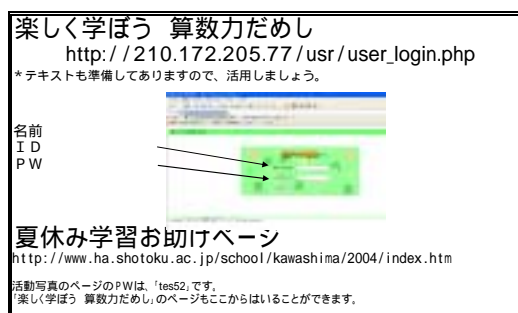 楽しく学ぼう 算数力だめし
http://210.172.205.77/usr/user_login.php
*テキストも準備してありますので、活用しましょう。
名前
ＩＤ
ＰＷ
夏休み学習お助けページ
http://www.ha.shotoku.ac.jp/school/kawashima/2004/index.htm
活動写真のページのPWは、「tes52」です。
「楽しく学ぼう 算数力だめし」のページもここからはいることができます。